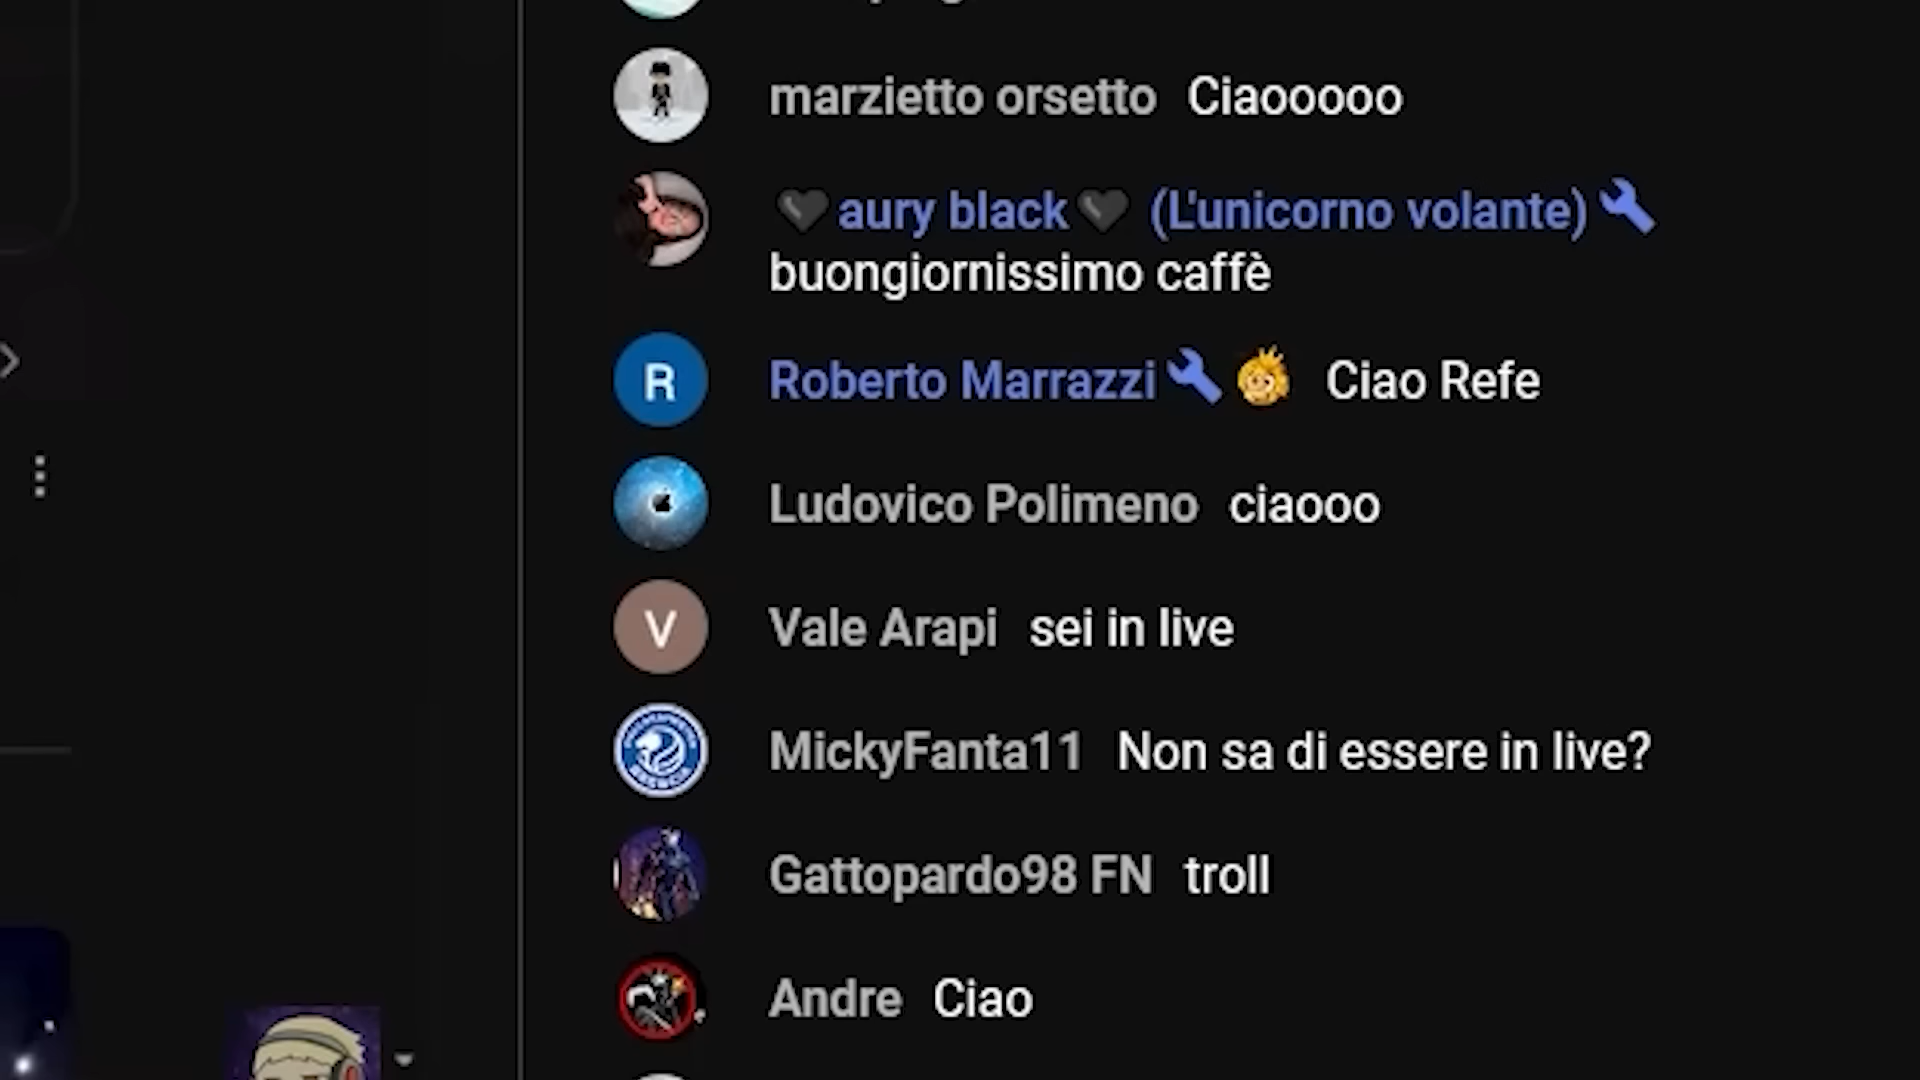 marzietto orsetto Ciaooooo
🖤aury black🖤 (L'unicorno volante)
buongiornissimo caffè
R Roberto Marrazzi Ciao Refe
Ludovico Polimeno ciaooo
V Vale Arapi sei in live
MickyFanta11 Non sa di essere in live?
Gattopardo98 FN troll
Andre Ciao